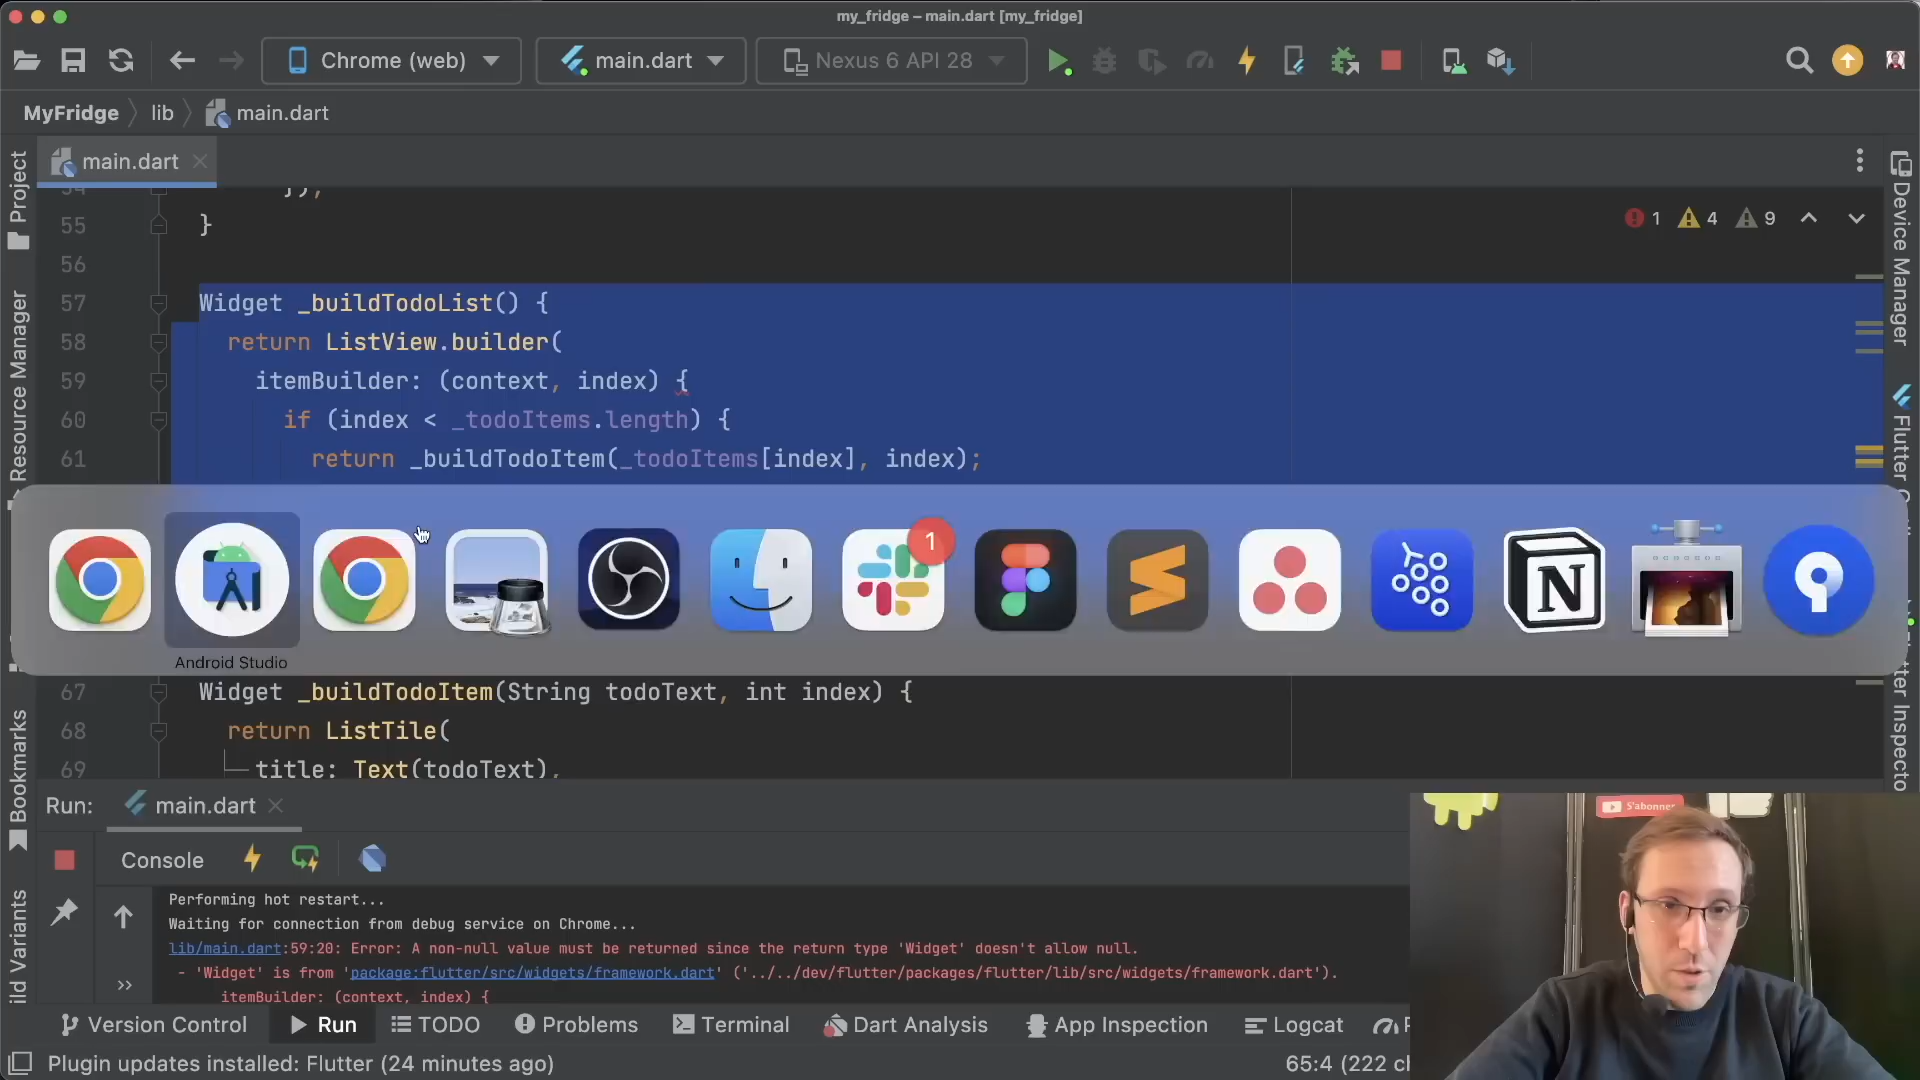 my_fridge – main.dart [my_fridge]
Chrome (web)
main.dart
Nexus 6 API 28
MyFridge
lib
main.dart
main.dart
Project
Resource Manager
Bookmarks
ild Variants
Device Manager
1
4
9
54
});
55 }
56
57 Widget _buildTodoList() {
58 return ListView.builder(
59 itemBuilder: (context, index) {
60 if (index < _todoItems.length) {
61 return _buildTodoItem(_todoItems[index], index);
1
N
Android Studio
67 Widget _buildTodoItem(String todoText, int index) {
68 return ListTile(
69 title: Text(todoText),
Run: main.dart
S'abonner
Console
Performing hot restart...
Waiting for connection from debug service on Chrome...
lib/main.dart:59:20: Error: A non-null value must be returned since the return type 'Widget' doesn't allow null.
- 'Widget' is from 'package:flutter/src/widgets/framework.dart' ('../../dev/flutter/packages/flutter/lib/src/widgets/framework.dart').
itemBuilder: (context, index) {
Version Control
Run
TODO
Problems
Terminal
Dart Analysis
App Inspection
Logcat
Plugin updates installed: Flutter (24 minutes ago)
65:4 (222 ch